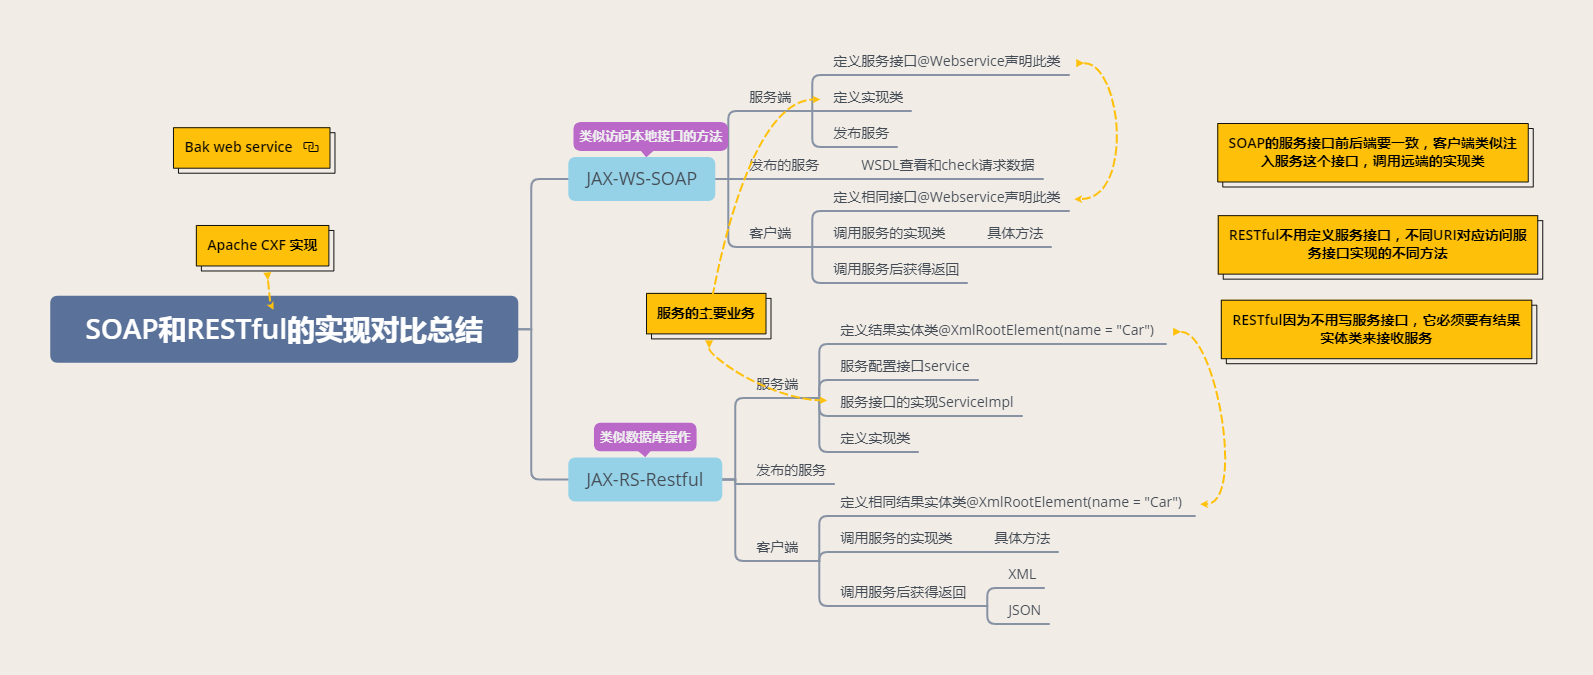 Bak web service
Apache CXF 实现
SOAP和RESTful的实现对比总结
类似访问本地接口的方法
JAX-WS-SOAP
服务端
定义服务接口@Webservice声明此类
定义实现类
发布服务
发布的服务
WSDL查看和check请求数据
客户端
定义相同接口@Webservice声明此类
调用服务的实现类
具体方法
调用服务后获得返回
服务的主要业务
类似数据库操作
JAX-RS-Restful
服务端
定义结果实体类@XmlRootElement(name = "Car")
服务配置接口service
服务接口的实现ServiceImpl
定义实现类
发布的服务
客户端
定义相同结果实体类@XmlRootElement(name = "Car")
调用服务的实现类
具体方法
调用服务后获得返回
XML
JSON
SOAP的服务接口前后端要一致，客户端类似注
入服务这个接口，调用远端的实现类
RESTful不用定义服务接口，不同URI对应访问服
务接口实现的不同方法
RESTful因为不用写服务接口，它必须要有结果
实体类来接收服务